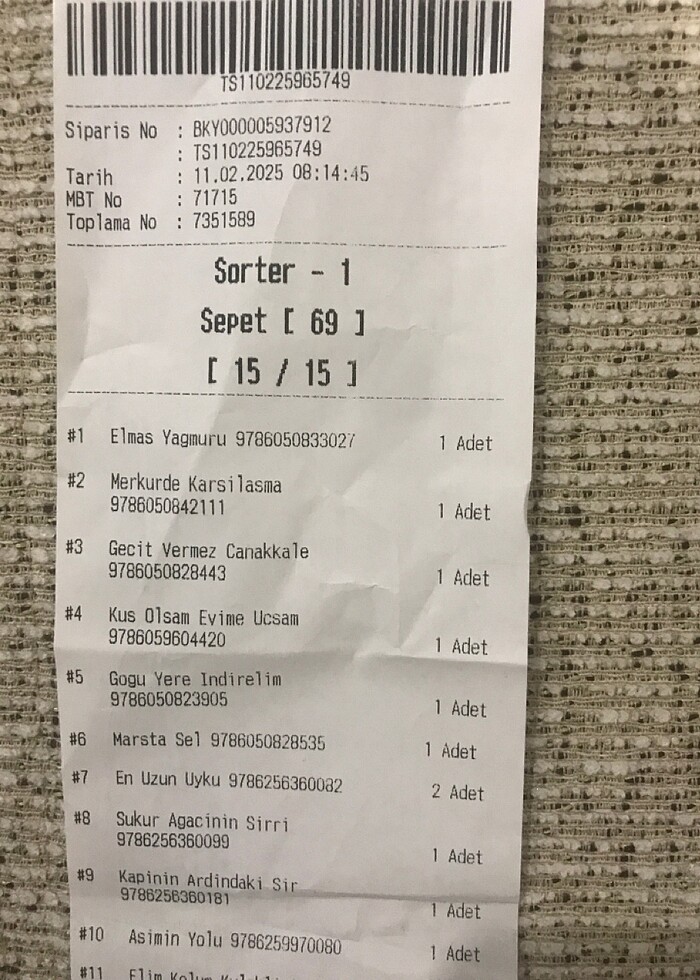 TS110225965749
Siparis No : BKY000005937912
: TS110225965749
Tarih : 11.02.2025 08:14:45
MBT No : 71715
Toplama No : 7351589
Sorter - 1
Sepet [ 69 ]
[ 15 / 15 ]
#1 Elmas Yagmuru 9786050833027 1 Adet
#2 Merkurde Karsilasma
9786050842111 1 Adet
#3 Gecit Vermez Canakkale
9786050828443 1 Adet
#4 Kus Olsam Evime Ucsam
9786059604420 1 Adet
#5 Gogu Yere Indirelim
9786050823905 1 Adet
#6 Marsta Sel 9786050828535 1 Adet
#7 En Uzun Uyku 9786256360082 2 Adet
#8 Sukur Agacinin Sirri
9786256360099 1 Adet
#9 Kapinin Ardindaki Sir
9786256360181 1 Adet
#10 Asimin Yolu 9786259970080 1 Adet
#11 Elim